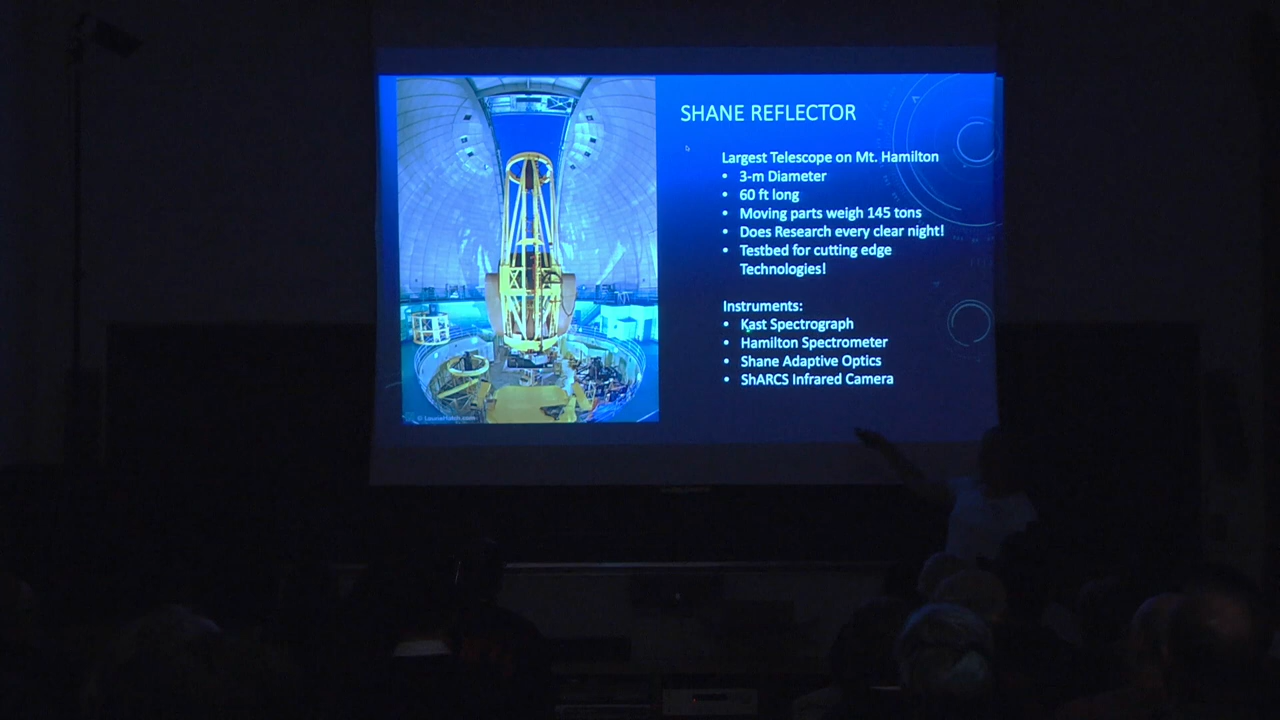 SHANE REFLECTOR
Largest Telescope on Mt. Hamilton
• 3-m Diameter
• 60 ft long
• Moving parts weigh 145 tons
• Does Research every clear night!
• Testbed for cutting edge
Technologies!
Instruments:
• Kast Spectrograph
• Hamilton Spectrometer
• Shane Adaptive Optics
• ShARCS Infrared Camera